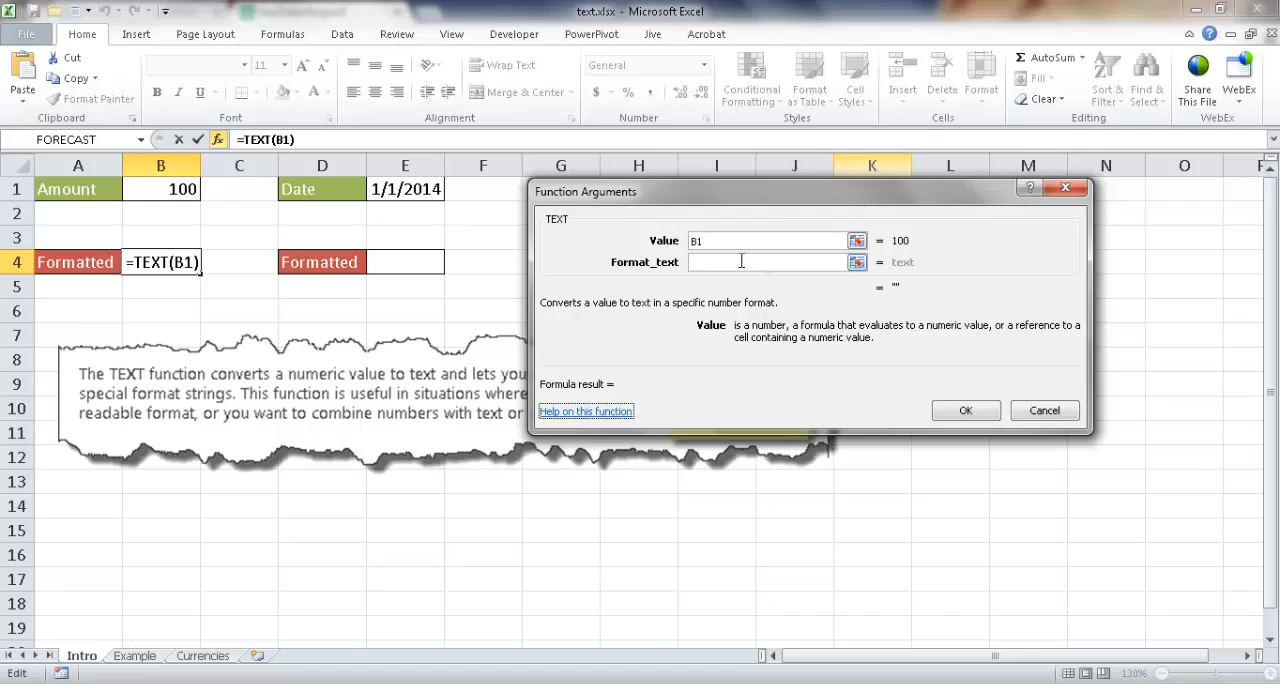 text.xlsx - Microsoft Excel
File Home Insert Page Layout Formulas Data Review View Developer PowerPivot Jive Acrobat
Cut
Copy
Format Painter
Paste
Clipboard
11
A A
B I U
A
Font
Wrap Text
Merge & Center
Alignment
General
$ % ,
Number
Conditional Formatting
Format as Table
Cell Styles
Styles
Insert
Delete
Format
Cells
AutoSum
Fill
Clear
Sort & Filter
Find & Select
Editing
Share This File
WebEx
WebEx
FORECAST fx =TEXT(B1)
A B C D E F G H I J K L M N O
1 Amount 100 Date 1/1/2014
2
3
4 Formatted =TEXT(B1) Formatted
5
6
7
8
9
10
11
12
13
14
15
16
17
18
19
The TEXT function converts a numeric value to text and lets you
special format strings. This function is useful in situations where
readable format, or you want to combine numbers with text or
Function Arguments
TEXT
Value B1 = 100
Format_text = text
= ""
Converts a value to text in a specific number format.
Value is a number, a formula that evaluates to a numeric value, or a reference to a
cell containing a numeric value.
Formula result =
Help on this function
OK Cancel
Intro Example Currencies
Edit 130%